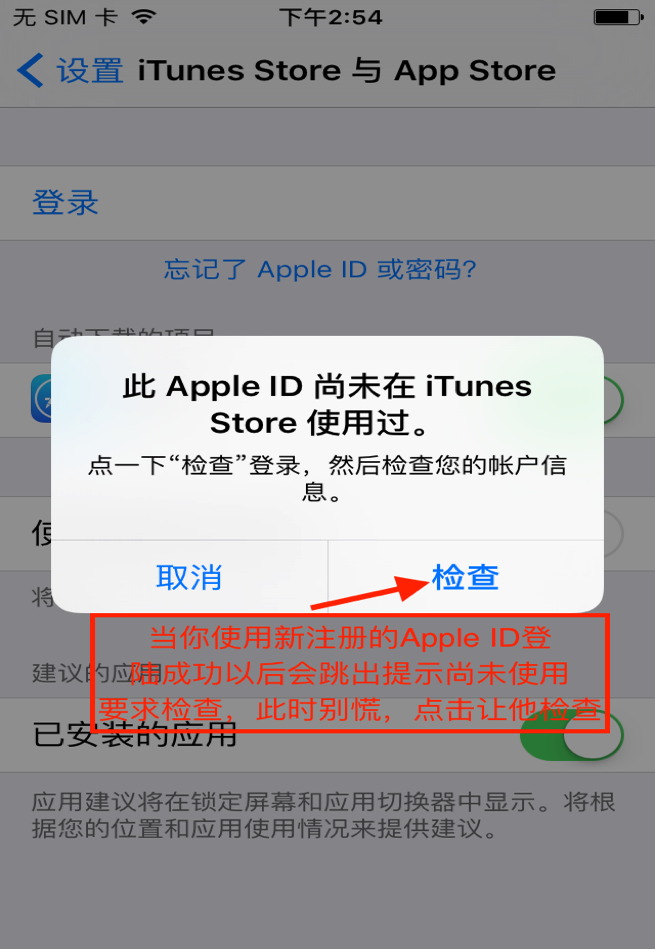 无 SIM 卡
下午2:54
设置 iTunes Store 与 App Store
登录
忘记了 Apple ID 或密码?
自动下载的项目
此 Apple ID 尚未在 iTunes
Store 使用过。
点一下“检查”登录，然后检查您的帐户信
息。
使
取消
检查
将
当你使用新注册的Apple ID登
建议的应用
陆成功以后会跳出提示尚未使用
要求检查，此时别慌，点击让他检查
已安装的应用
应用建议将在锁定屏幕和应用切换器中显示。将根
据您的位置和应用使用情况来提供建议。